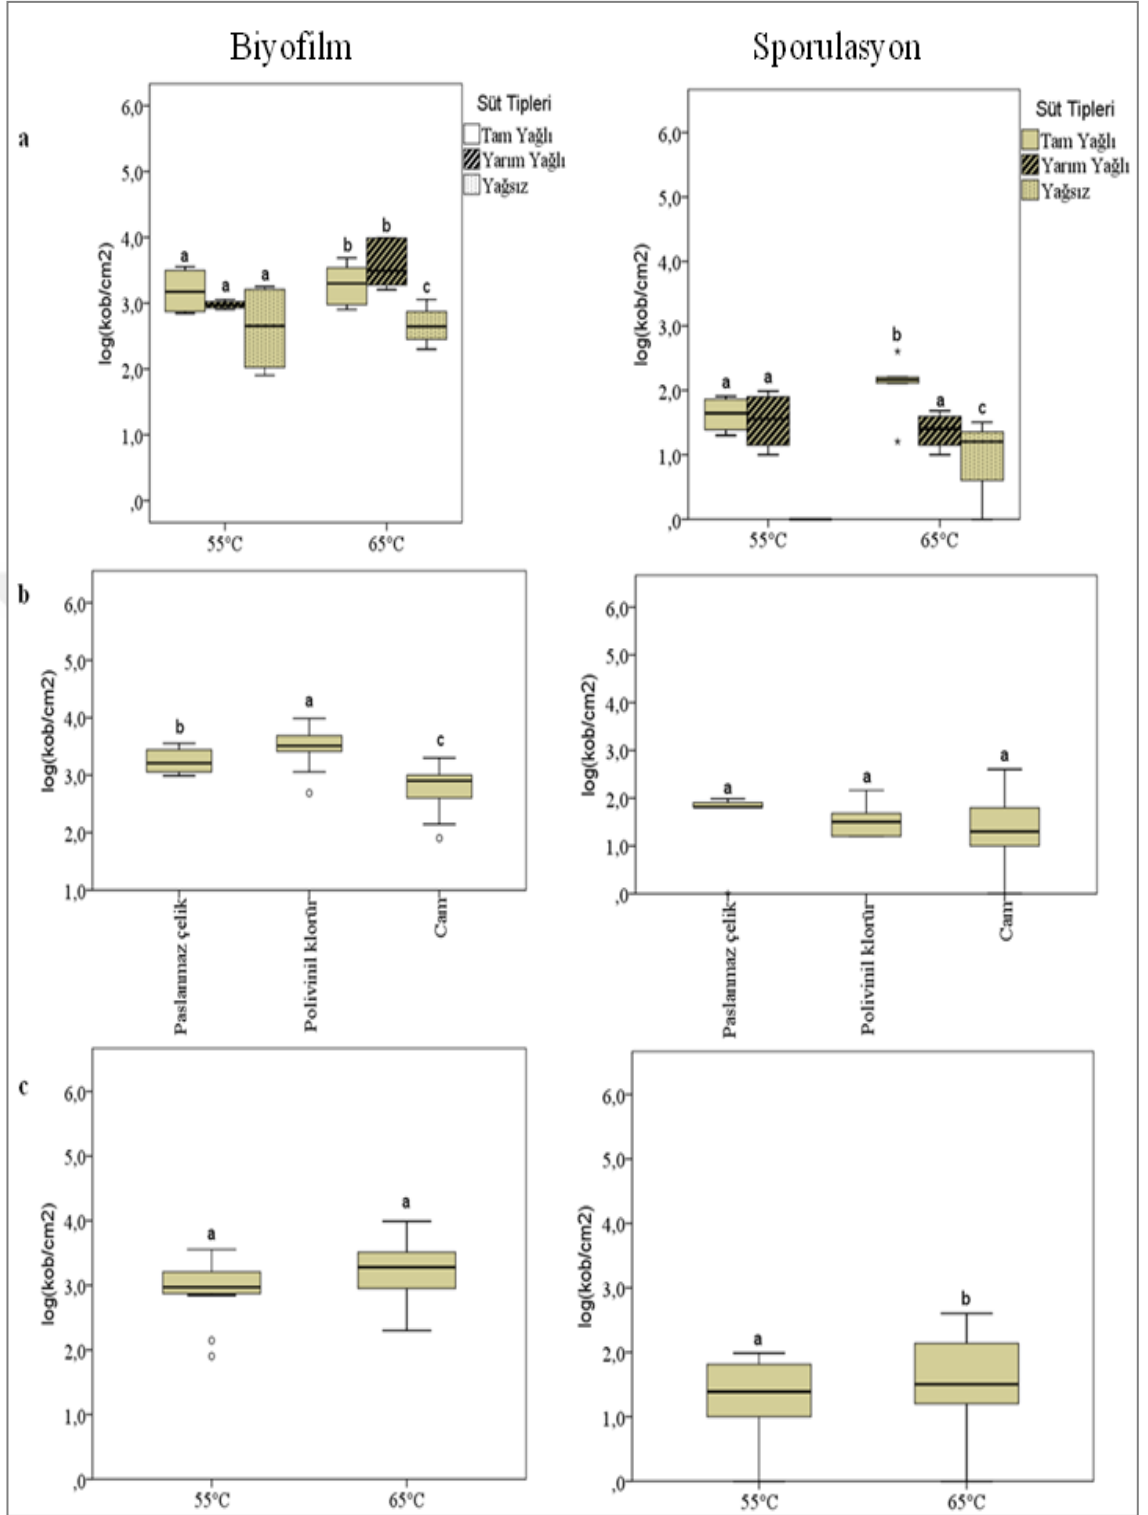 Biyofilm
Sporulasyon
a
6,0
5,0
4,0
3,0
2,0
1,0
,0
log(kob/cm2)
a
a
a
b
b
c
55°C
65°C
Süt Tipleri
Tam Yağlı
Yarım Yağlı
Yağsız
6,0
5,0
4,0
3,0
2,0
1,0
,0
log(kob/cm2)
a
a
b
*
*
a
c
55°C
65°C
Süt Tipleri
Tam Yağlı
Yarım Yağlı
Yağsız
b
6,0
5,0
4,0
3,0
2,0
1,0
log(kob/cm2)
b
a
c
Paslanmaz çelik
Polivinil klorür
Cam
6,0
5,0
4,0
3,0
2,0
1,0
,0
log(kob/cm2)
a
a
a
Paslanmaz çelik
Polivinil klorür
Cam
c
6,0
5,0
4,0
3,0
2,0
1,0
,0
log(kob/cm2)
a
a
55°C
65°C
6,0
5,0
4,0
3,0
2,0
1,0
,0
log(kob/cm2)
a
b
55°C
65°C